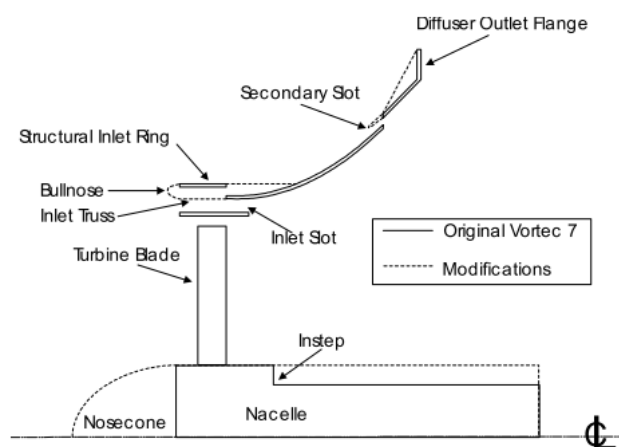 Diffuser Outlet Flange
Secondary Slot
Structural Inlet Ring
Bullnose
Inlet Truss
Inlet Slot
Turbine Blade
Original Vortec 7
Modifications
Instep
Nosecone
Nacelle
℄